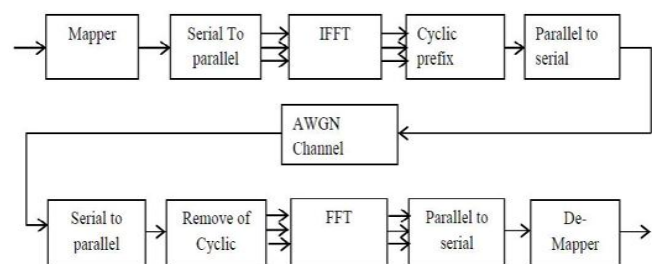 Mapper
Serial To
parallel
IFFT
Cyclic
prefix
Parallel to
serial
AWGN
Channel
Serial to
parallel
Remove of
Cyclic
FFT
Parallel to
serial
De-
Mapper